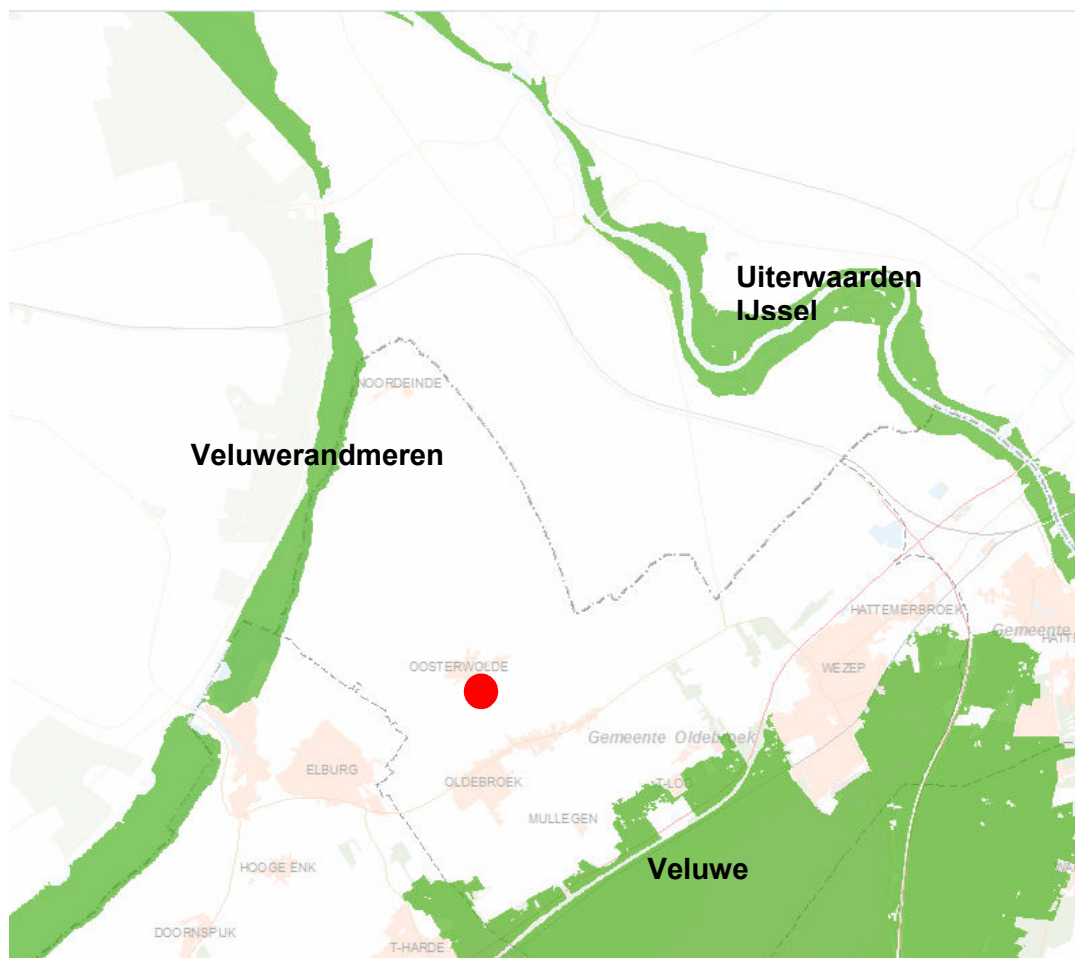 Uiterwaarden
IJssel
NOORDEINDE
Veluwerandmeren
HATTEMERBROEK
Gemeente
HATT
OOSTERWOLDE
WEZEP
Gemeente Oldebroek
ELBURG
OLDEBROEK
T-LOO
MULLEGEN
HOOGE ENK
Veluwe
DOORNSPIJK
T-HARDE